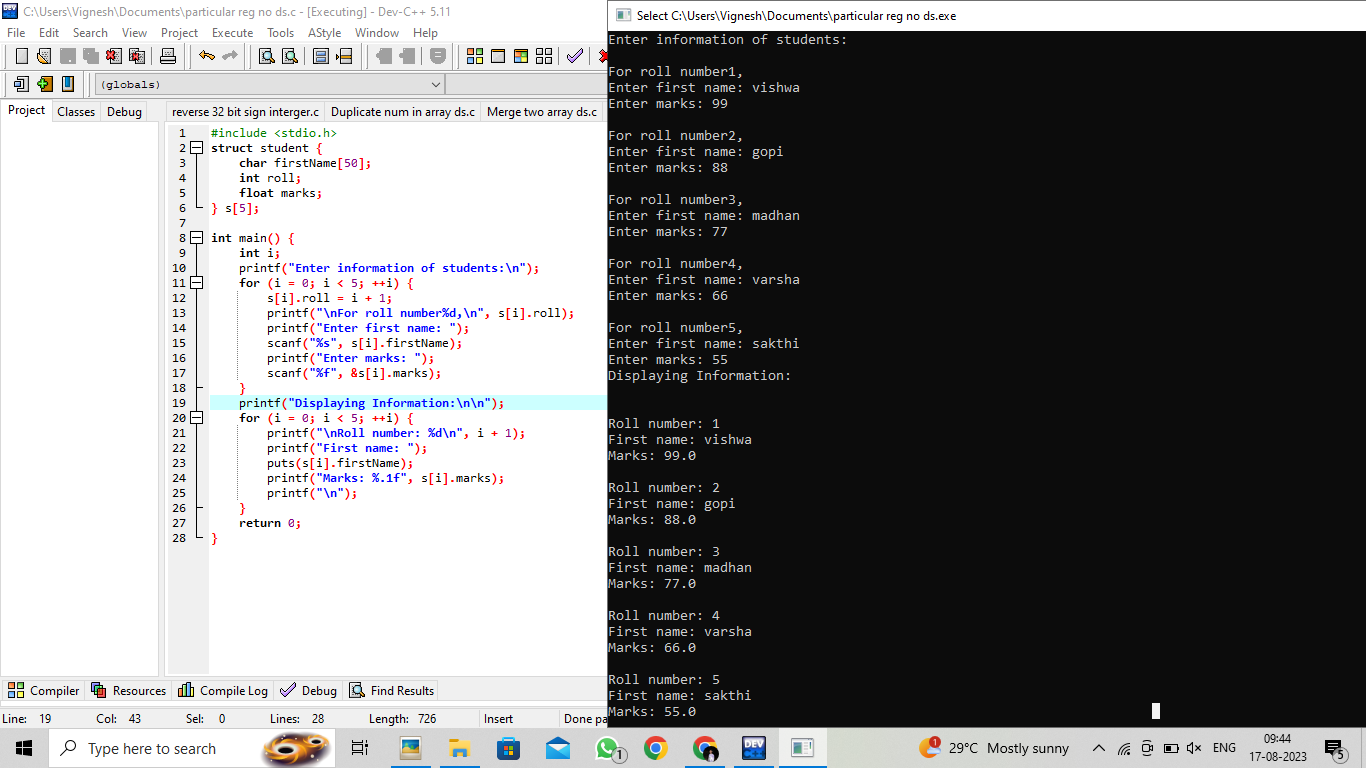 C:\Users\Vignesh\Documents\particular reg no ds.c - [Executing] - Dev-C++ 5.11
File Edit Search View Project Execute Tools AStyle Window Help
(globals)
Project Classes Debug
reverse 32 bit sign interger.c Duplicate num in array ds.c Merge two array ds.c
1 #include <stdio.h>
2 struct student {
3 char firstName[50];
4 int roll;
5 float marks;
6 } s[5];
7
8 int main() {
9 int i;
10 printf("Enter information of students:\n");
11 for (i = 0; i < 5; ++i) {
12 s[i].roll = i + 1;
13 printf("\nFor roll number%d,\n", s[i].roll);
14 printf("Enter first name: ");
15 scanf("%s", s[i].firstName);
16 printf("Enter marks: ");
17 scanf("%f", &s[i].marks);
18 }
19 printf("Displaying Information:\n\n");
20 for (i = 0; i < 5; ++i) {
21 printf("\nRoll number: %d\n", i + 1);
22 printf("First name: ");
23 puts(s[i].firstName);
24 printf("Marks: %.1f", s[i].marks);
25 printf("\n");
26 }
27 return 0;
28 }
Compiler Resources Compile Log Debug Find Results
Line: 19 Col: 43 Sel: 0 Lines: 28 Length: 726 Insert Done pa
Select C:\Users\Vignesh\Documents\particular reg no ds.exe
Enter information of students:
For roll number1,
Enter first name: vishwa
Enter marks: 99
For roll number2,
Enter first name: gopi
Enter marks: 88
For roll number3,
Enter first name: madhan
Enter marks: 77
For roll number4,
Enter first name: varsha
Enter marks: 66
For roll number5,
Enter first name: sakthi
Enter marks: 55
Displaying Information:
Roll number: 1
First name: vishwa
Marks: 99.0
Roll number: 2
First name: gopi
Marks: 88.0
Roll number: 3
First name: madhan
Marks: 77.0
Roll number: 4
First name: varsha
Marks: 66.0
Roll number: 5
First name: sakthi
Marks: 55.0
Type here to search
DEV
1
1
29°C Mostly sunny
ENG
09:44
17-08-2023
5